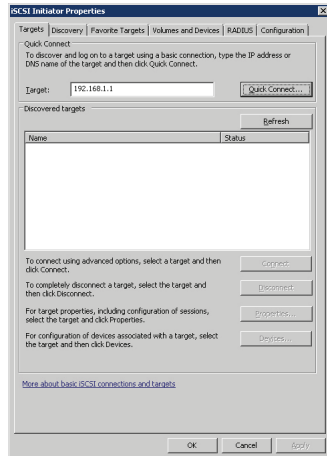 iSCSI Initiator Properties
Targets Discovery Favorite Targets Volumes and Devices RADIUS Configuration
Quick Connect
To discover and log on to a target using a basic connection, type the IP address or
DNS name of the target and then click Quick Connect.
Target: 192.168.1.1 Quick Connect...
Discovered targets
Refresh
Name Status
To connect using advanced options, select a target and then
click Connect.
Connect
To completely disconnect a target, select the target and
then click Disconnect.
Disconnect
For target properties, including configuration of sessions,
select the target and click Properties.
Properties...
For configuration of devices associated with a target, select
the target and then click Devices.
Devices...
More about basic iSCSI connections and targets
OK Cancel Apply